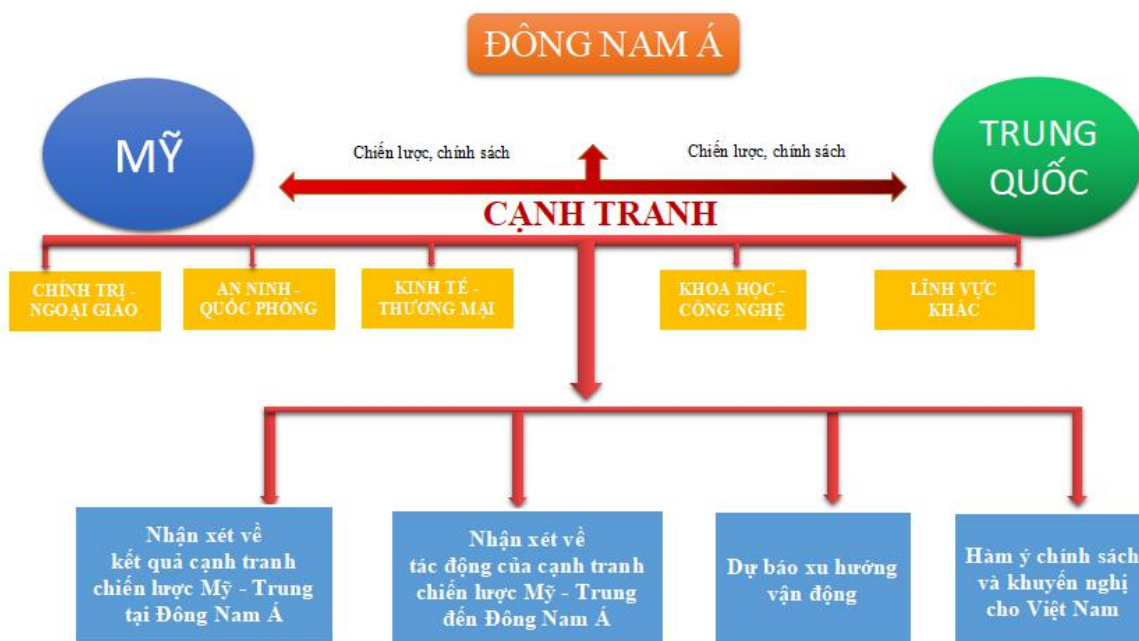 ĐÔNG NAM Á
MỸ
TRUNG
QUỐC
Chiến lược, chính sách
Chiến lược, chính sách
CẠNH TRANH
CHÍNH TRỊ -
NGOẠI GIAO
AN NINH -
QUỐC PHÒNG
KINH TẾ -
THƯƠNG MẠI
KHOA HỌC -
CÔNG NGHỆ
LĨNH VỰC
KHÁC
Nhận xét về
kết quả cạnh tranh
chiến lược Mỹ - Trung
tại Đông Nam Á
Nhận xét về
tác động của cạnh tranh
chiến lược Mỹ - Trung
đến Đông Nam Á
Dự báo xu hướng
vận động
Hàm ý chính sách
và khuyến nghị
cho Việt Nam